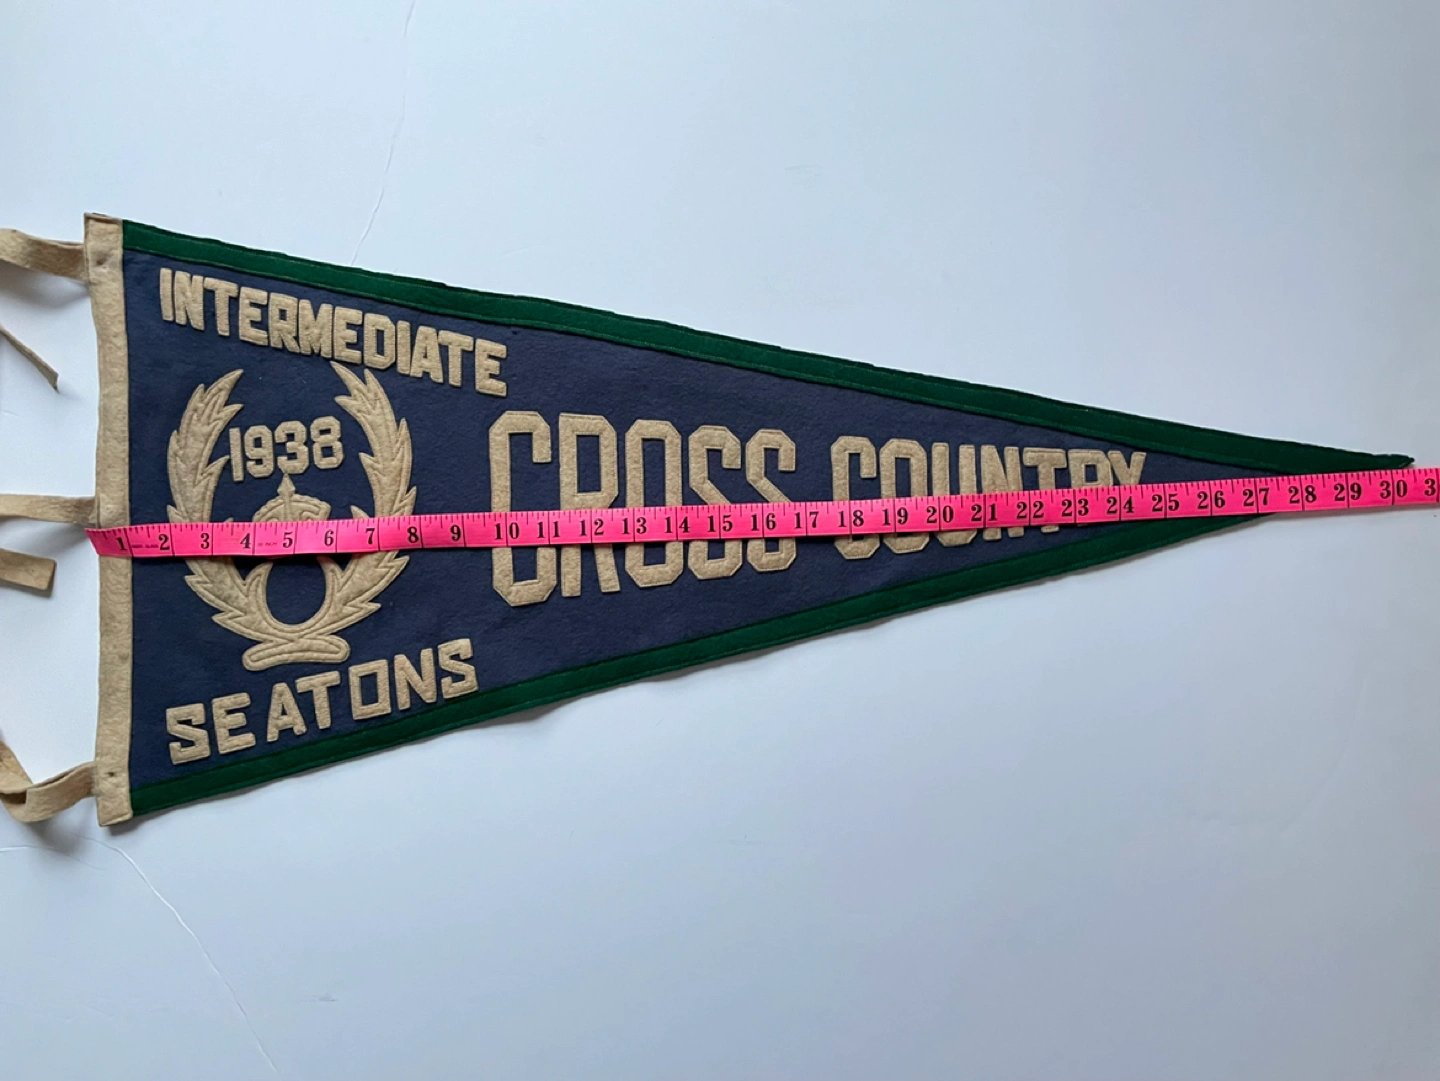 INTERMEDIATE
1938
CROSS COUNTRY
1 2 3 4 5 6 7 8 9 10 11 12 13 14 15 16 17 18 19 20 21 22 23 24 25 26 27 28 29 30 3
SEATONS